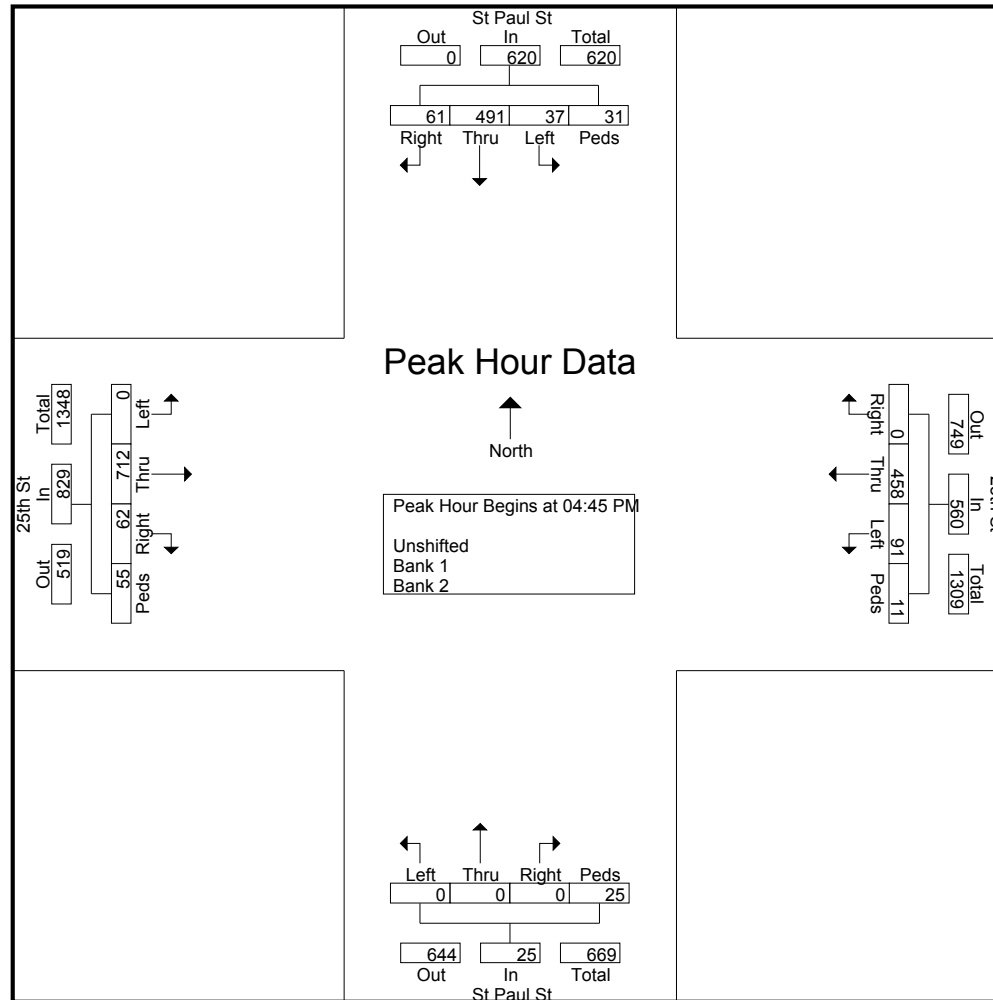 St Paul St
Out In Total
0 620 620
61 491 37 31
Right Thru Left Peds
Peak Hour Data
North
Peak Hour Begins at 04:45 PM
Unshifted
Bank 1
Bank 2
25th St
Total In Out
1348 829 519
0 712 62 55
Left Thru Right Peds
Out In Total
749 560 1309
0 458 91 11
Right Thru Left Peds
Left Thru Right Peds
0 0 0 25
644 25 669
Out In Total
St Paul St